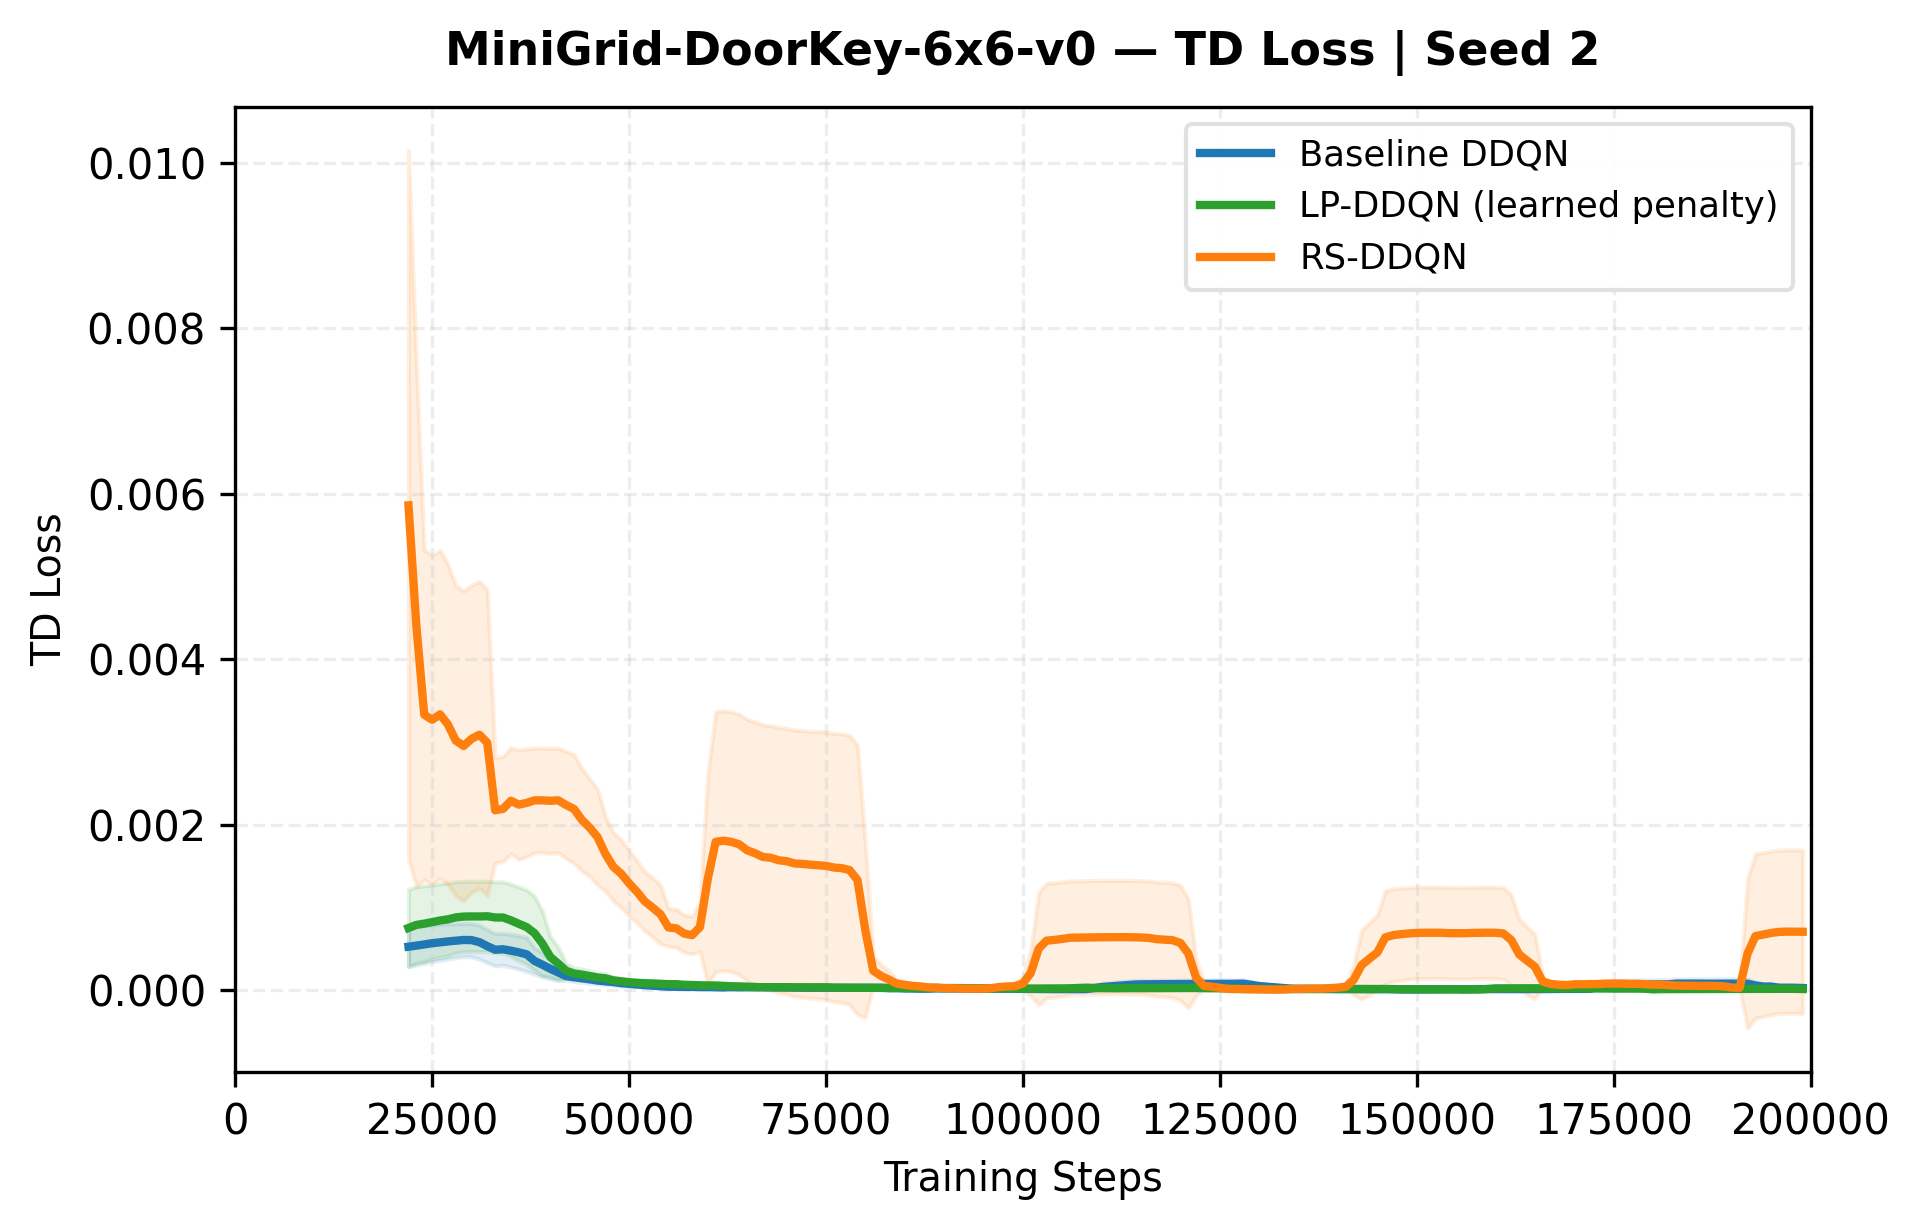 MiniGrid-DoorKey-6x6-v0 — TD Loss | Seed 2
Baseline DDQN
LP-DDQN (learned penalty)
RS-DDQN
TD Loss
0.010
0.008
0.006
0.004
0.002
0.000
0 25000 50000 75000 100000 125000 150000 175000 200000
Training Steps